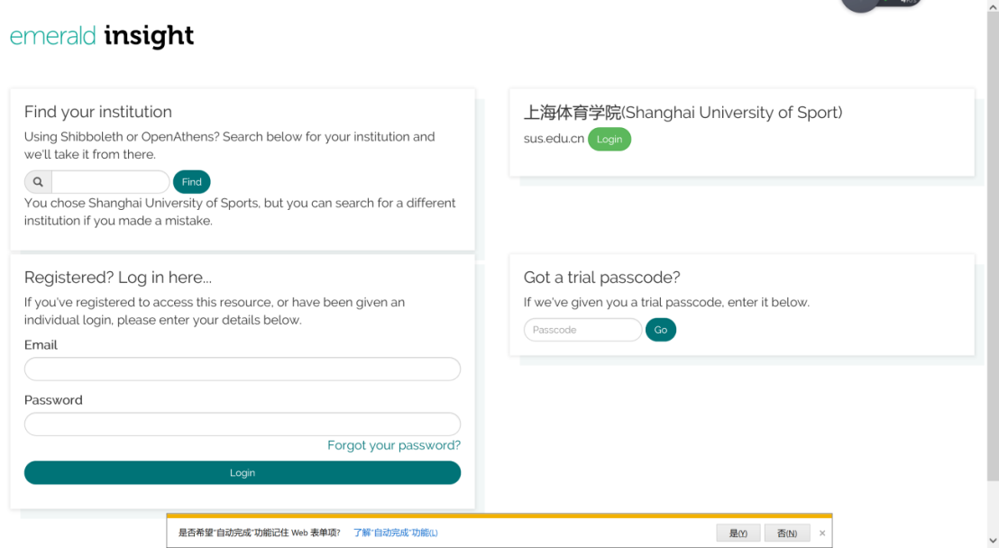 emerald insight
Find your institution
Using Shibboleth or OpenAthens? Search below for your institution and
we'll take it from there.
Find
You chose Shanghai University of Sports, but you can search for a different
institution if you made a mistake.
上海体育学院(Shanghai University of Sport)
sus.edu.cn Login
Registered? Log in here...
If you've registered to access this resource, or have been given an
individual login, please enter your details below.
Email
Password
Forgot your password?
Login
Got a trial passcode?
If we've given you a trial passcode, enter it below.
Passcode Go
是否希望“自动完成”功能记住 Web 表单项? 了解“自动完成”功能(L) 是(Y) 否(N) ×